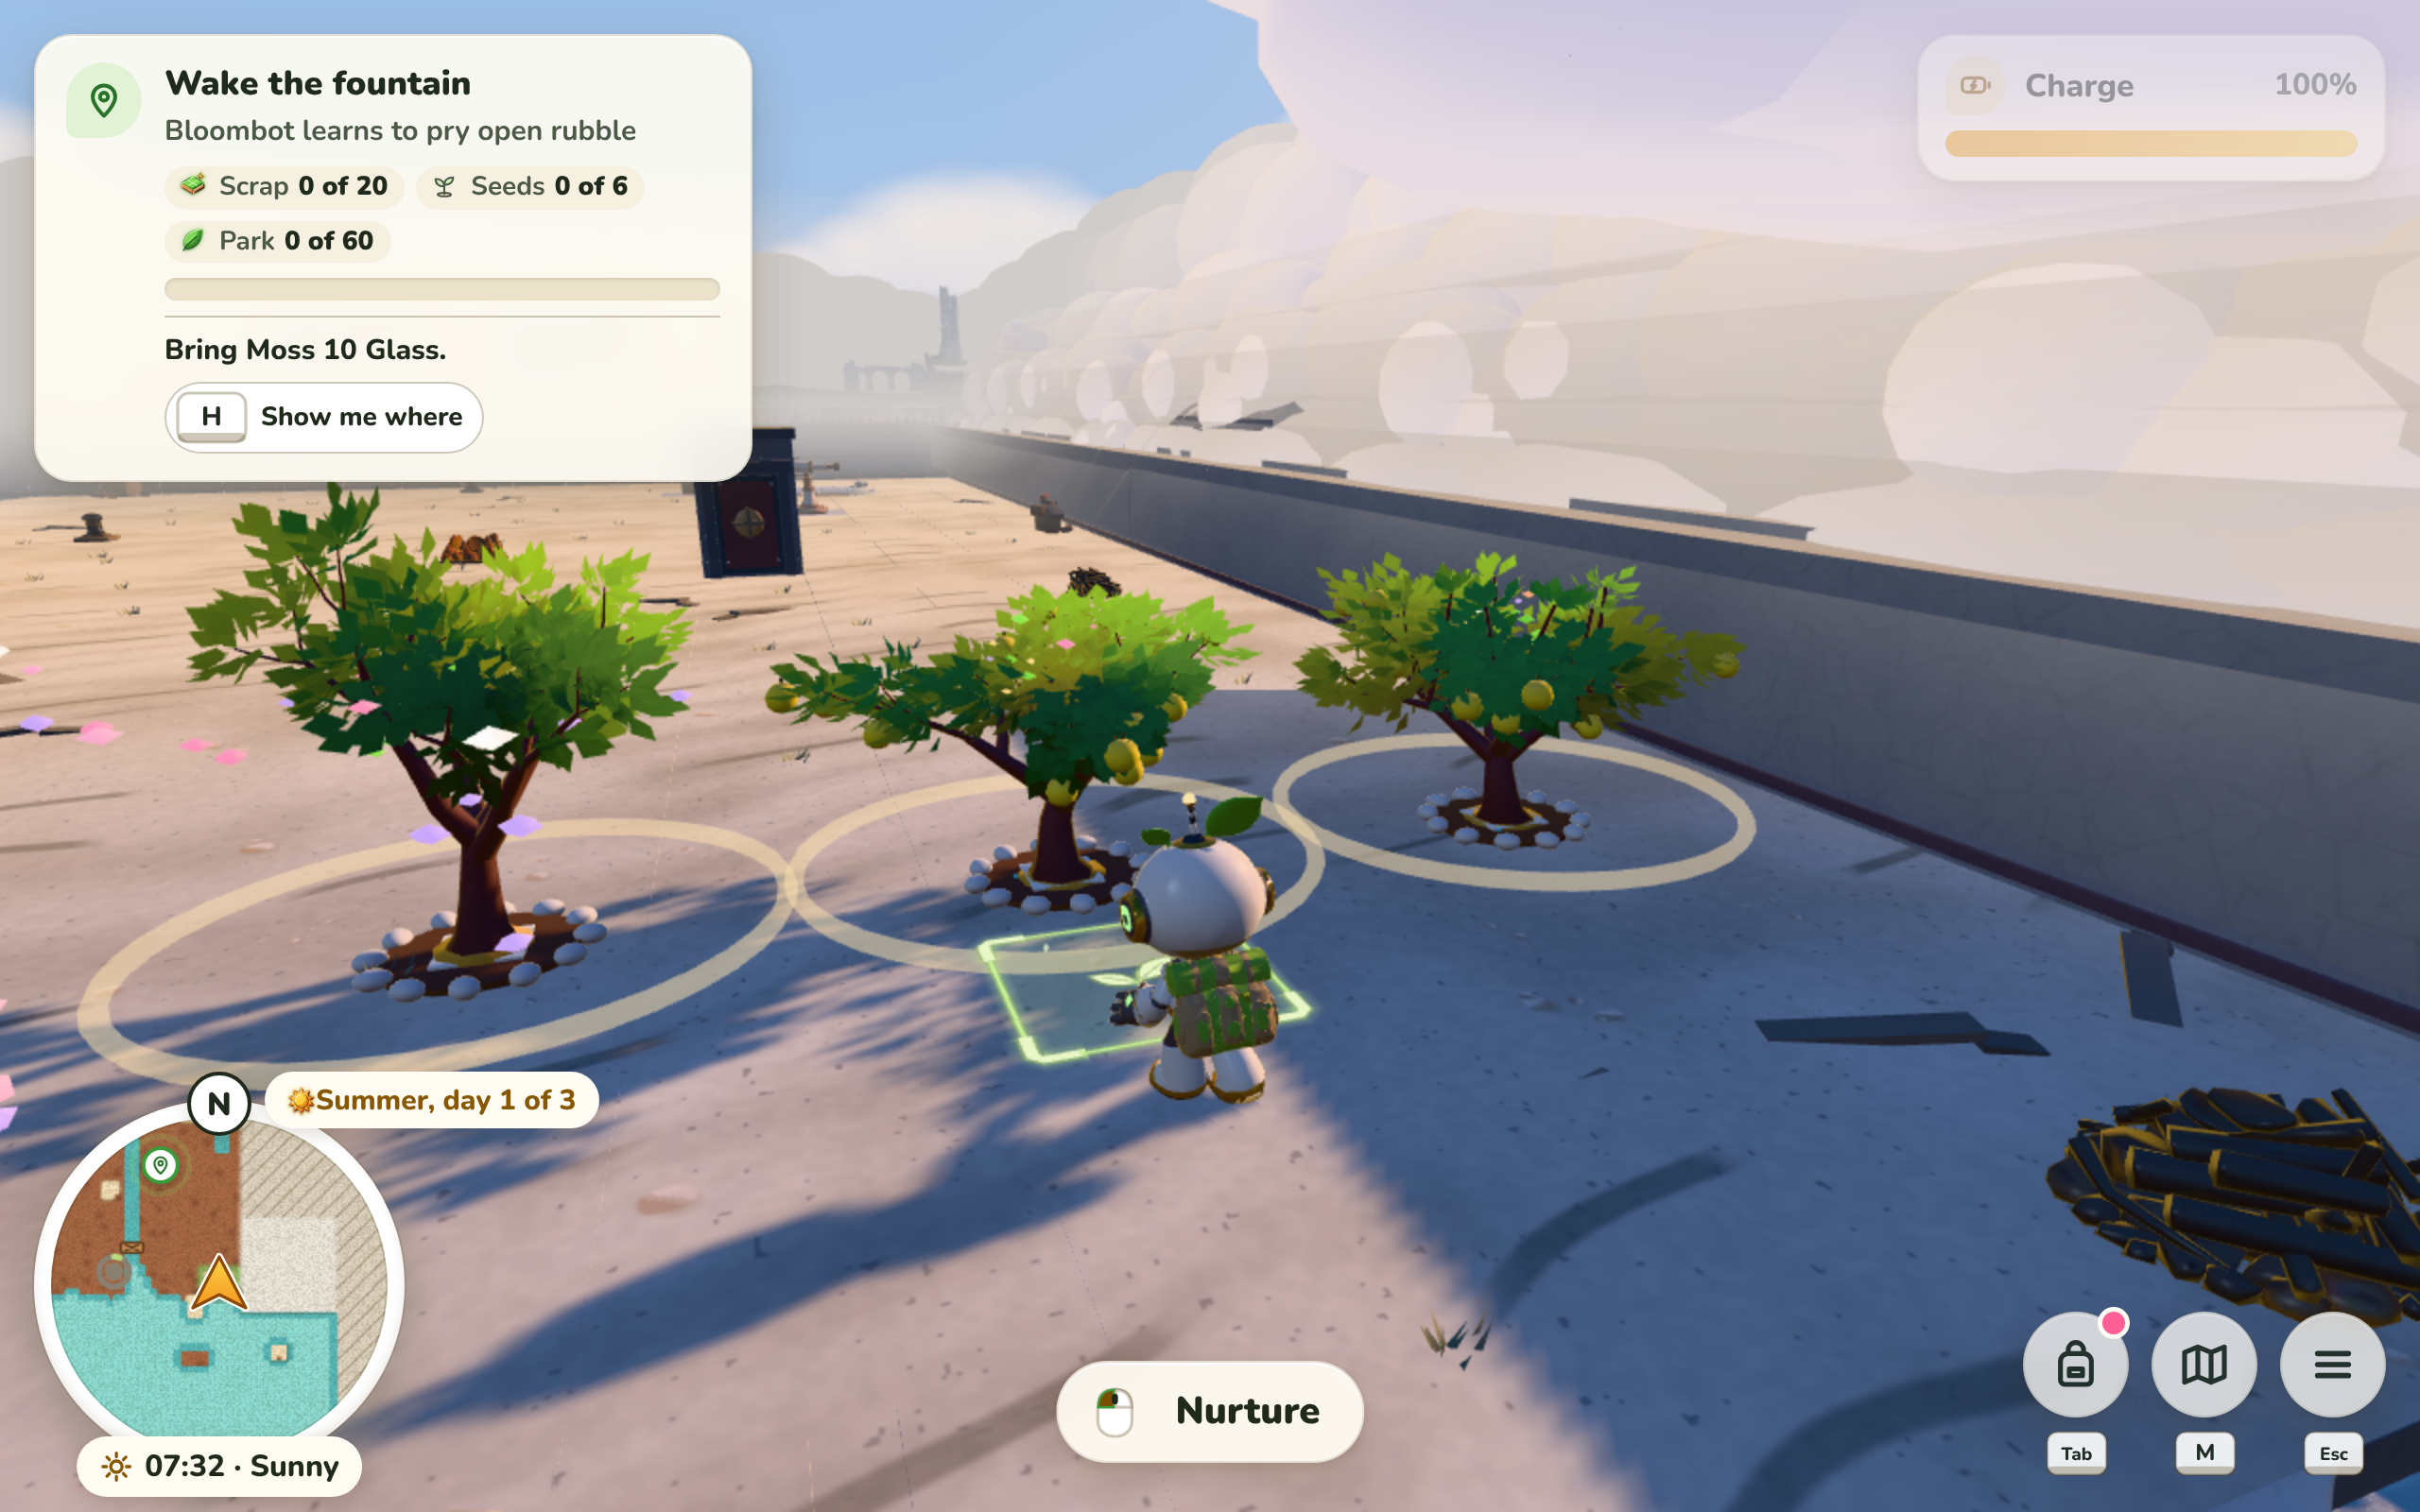 Wake the fountain
Bloombot learns to pry open rubble
Scrap 0 of 20
Seeds 0 of 6
Park 0 of 60
Bring Moss 10 Glass.
H Show me where
Charge 100%
N
Summer, day 1 of 3
07:32 · Sunny
Nurture
Tab
M
Esc